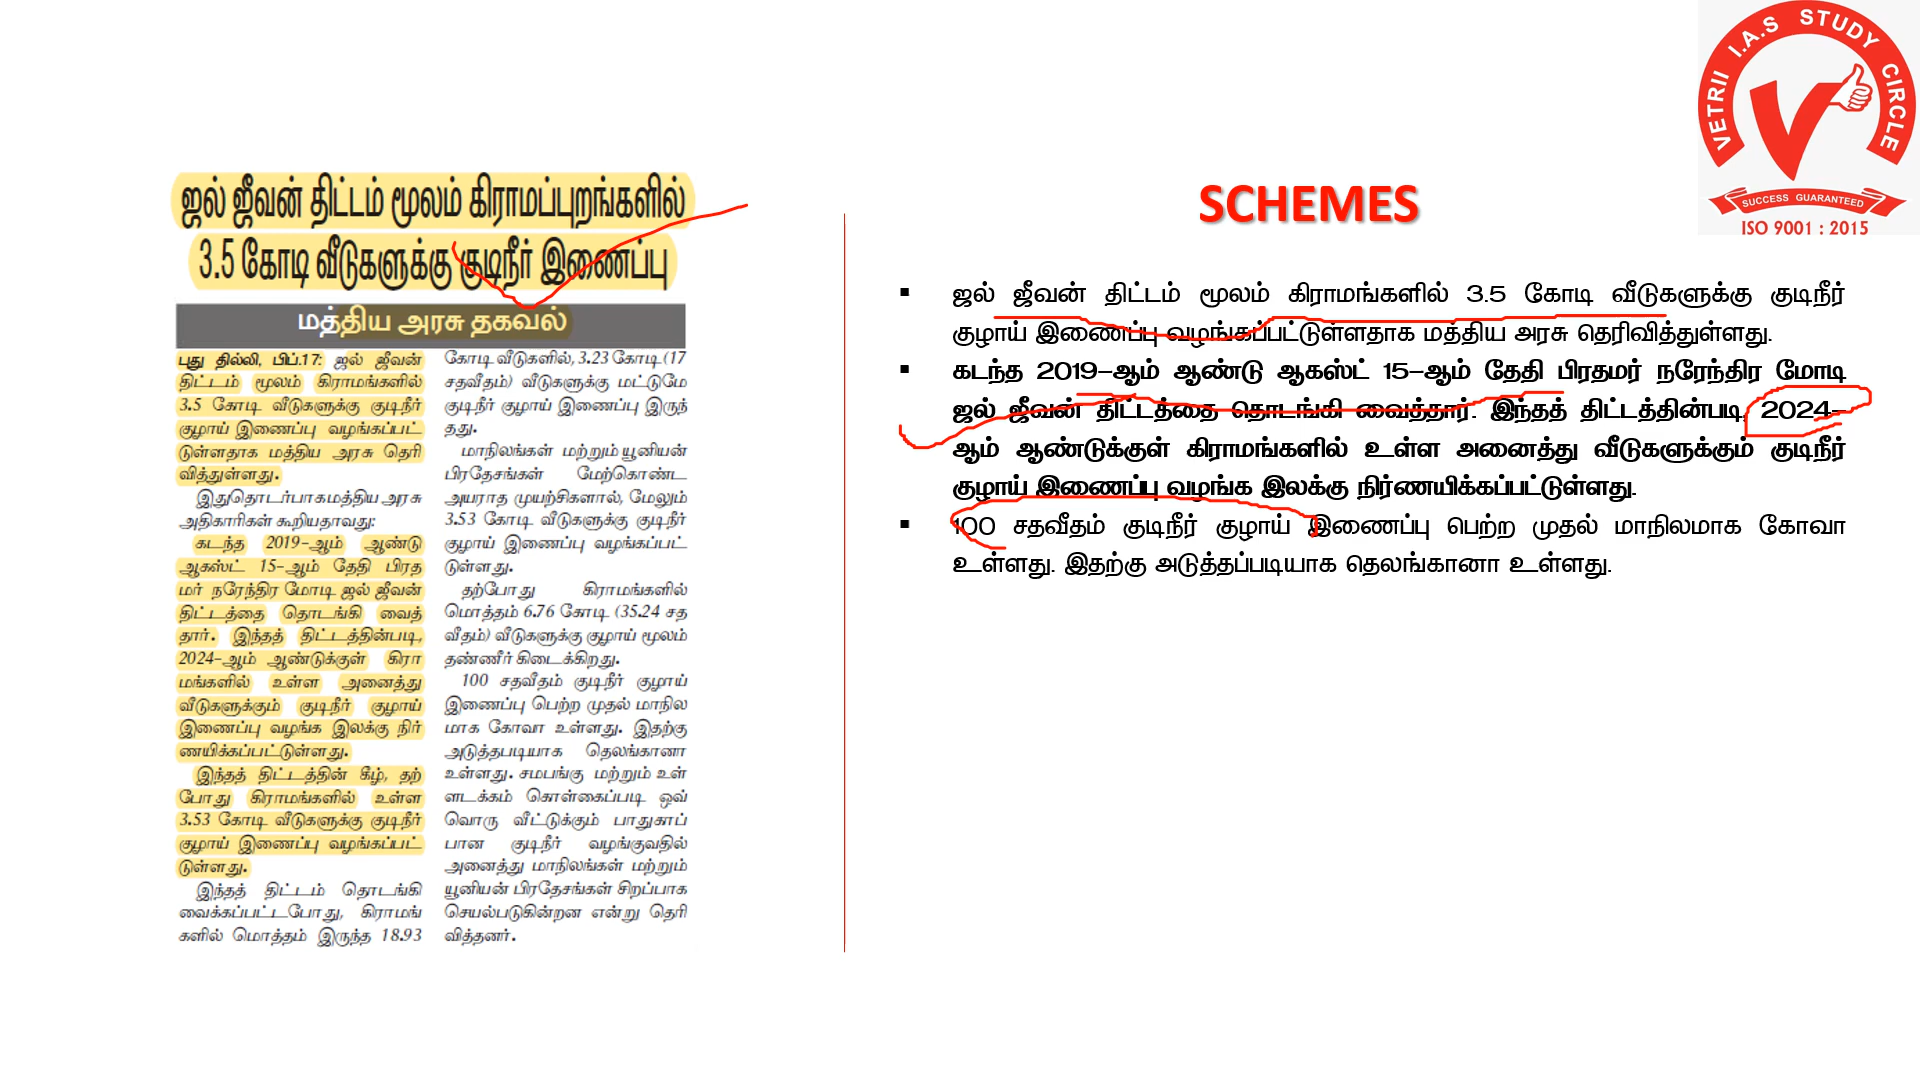 ஜல் ஜீவன் திட்டம் மூலம் கிராமப்புறங்களில்
3.5 கோடி வீடுகளுக்கு குடிநீர் இணைப்பு
மத்திய அரசு தகவல்
புது தில்லி, பிப்.17: ஜல் ஜீவன்
திட்டம் மூலம் கிராமங்களில்
3.5 கோடி வீடுகளுக்கு குடிநீர்
குழாய் இணைப்பு வழங்கப்பட்
டுள்ளதாக மத்திய அரசு தெரி
வித்துள்ளது.
இதுதொடர்பாக மத்திய அரசு
அதிகாரிகள் கூறியதாவது:
கடந்த 2019-ஆம் ஆண்டு
ஆகஸ்ட் 15-ஆம் தேதி பிரத
மர் நரேந்திர மோடி ஜல் ஜீவன்
திட்டத்தை தொடங்கி வைத்
தார். இந்தத் திட்டத்தின்படி,
2024-ஆம் ஆண்டுக்குள் கிரா
மங்களில் உள்ள அனைத்து
வீடுகளுக்கும் குடிநீர் குழாய்
இணைப்பு வழங்க இலக்கு நிர்
ணயிக்கப்பட்டுள்ளது.
இந்தத் திட்டத்தின் கீழ், தற்
போது கிராமங்களில் உள்ள
3.53 கோடி வீடுகளுக்கு குடிநீர்
குழாய் இணைப்பு வழங்கப்பட்
டுள்ளது.
இந்தத் திட்டம் தொடங்கி
வைக்கப்பட்டபோது, கிராமங்
களில் மொத்தம் இருந்த 18.93
கோடி வீடுகளில், 3.23 கோடி (17
சதவீதம்) வீடுகளுக்கு மட்டுமே
குடிநீர் குழாய் இணைப்பு இருந்
தது.
மாநிலங்கள் மற்றும் யூனியன்
பிரதேசங்கள் மேற்கொண்ட
அயராத முயற்சிகளால், மேலும்
3.53 கோடி வீடுகளுக்கு குடிநீர்
குழாய் இணைப்பு வழங்கப்பட்
டுள்ளது.
தற்போது கிராமங்களில்
மொத்தம் 6.76 கோடி (35.24 சத
வீதம்) வீடுகளுக்கு குழாய் மூலம்
தண்ணீர் கிடைக்கிறது.
100 சதவீதம் குடிநீர் குழாய்
இணைப்பு பெற்ற முதல் மாநில
மாக கோவா உள்ளது. இதற்கு
அடுத்தபடியாக தெலங்கானா
உள்ளது. சமபங்கு மற்றும் உள்
ளடக்கம் கொள்கைப்படி ஒவ்
வொரு வீட்டுக்கும் பாதுகாப்
பான குடிநீர் வழங்குவதில்
அனைத்து மாநிலங்கள் மற்றும்
யூனியன் பிரதேசங்கள் சிறப்பாக
செயல்படுகின்றன என்று தெரி
வித்தனர்.
SCHEMES
▪ ஜல் ஜீவன் திட்டம் மூலம் கிராமங்களில் 3.5 கோடி வீடுகளுக்கு குடிநீர்
குழாய் இணைப்பு வழங்கப்பட்டுள்ளதாக மத்திய அரசு தெரிவித்துள்ளது.
▪ கடந்த 2019-ஆம் ஆண்டு ஆகஸ்ட் 15-ஆம் தேதி பிரதமர் நரேந்திர மோடி
ஜல் ஜீவன் திட்டத்தை தொடங்கி வைத்தார். இந்தத் திட்டத்தின்படி, 2024-
ஆம் ஆண்டுக்குள் கிராமங்களில் உள்ள அனைத்து வீடுகளுக்கும் குடிநீர்
குழாய் இணைப்பு வழங்க இலக்கு நிர்ணயிக்கப்பட்டுள்ளது.
▪ 100 சதவீதம் குடிநீர் குழாய் இணைப்பு பெற்ற முதல் மாநிலமாக கோவா
உள்ளது. இதற்கு அடுத்தப்படியாக தெலங்கானா உள்ளது.
VETRII I.A.S STUDY CIRCLE
SUCCESS GUARANTEED
ISO 9001 : 2015